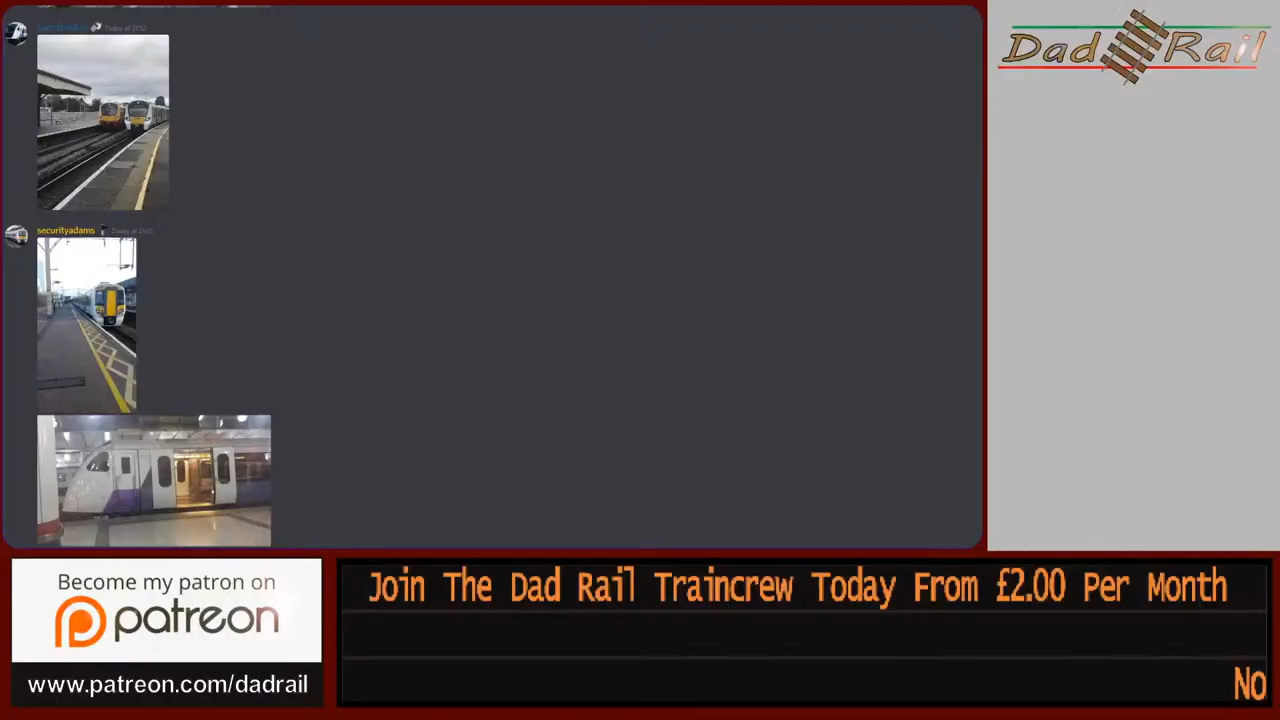 Dad Rail
securityadams
Become my patron on
patreon
www.patreon.com/dadrail
Join The Dad Rail Traincrew Today From £2.00 Per Month
No